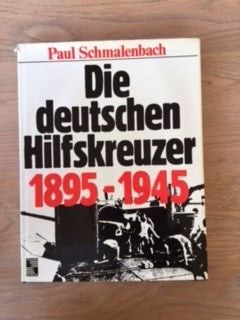 Paul Schmalenbach
Die
deutschen
Hilfskreuzer
1895-1945